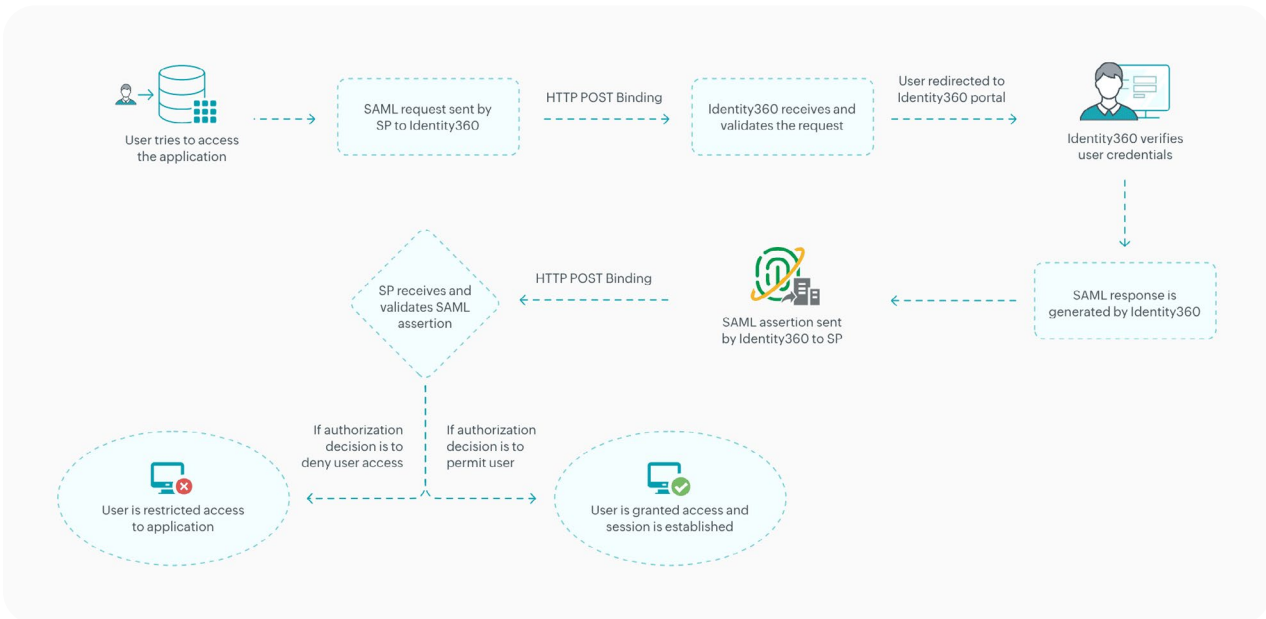 User tries to access
the application
SAML request sent by
SP to Identity360
HTTP POST Binding
Identity360 receives and
validates the request
User redirected to
Identity360 portal
Identity360 verifies
user credentials
SAML response is
generated by Identity360
SAML assertion sent
by Identity360 to SP
HTTP POST Binding
SP receives and
validates SAML
assertion
If authorization
decision is to
deny user access
If authorization
decision is to
permit user
User is restricted access
to application
User is granted access and
session is established